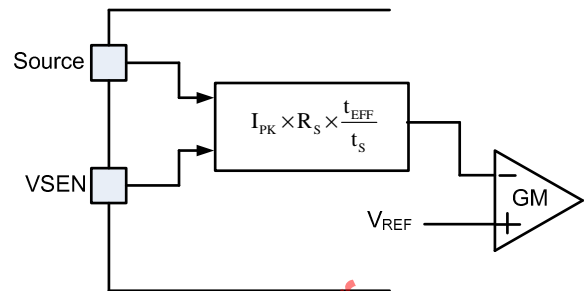 Source
I_PK × R_S × t_EFF / t_S
VSEN
−
GM
V_REF
+